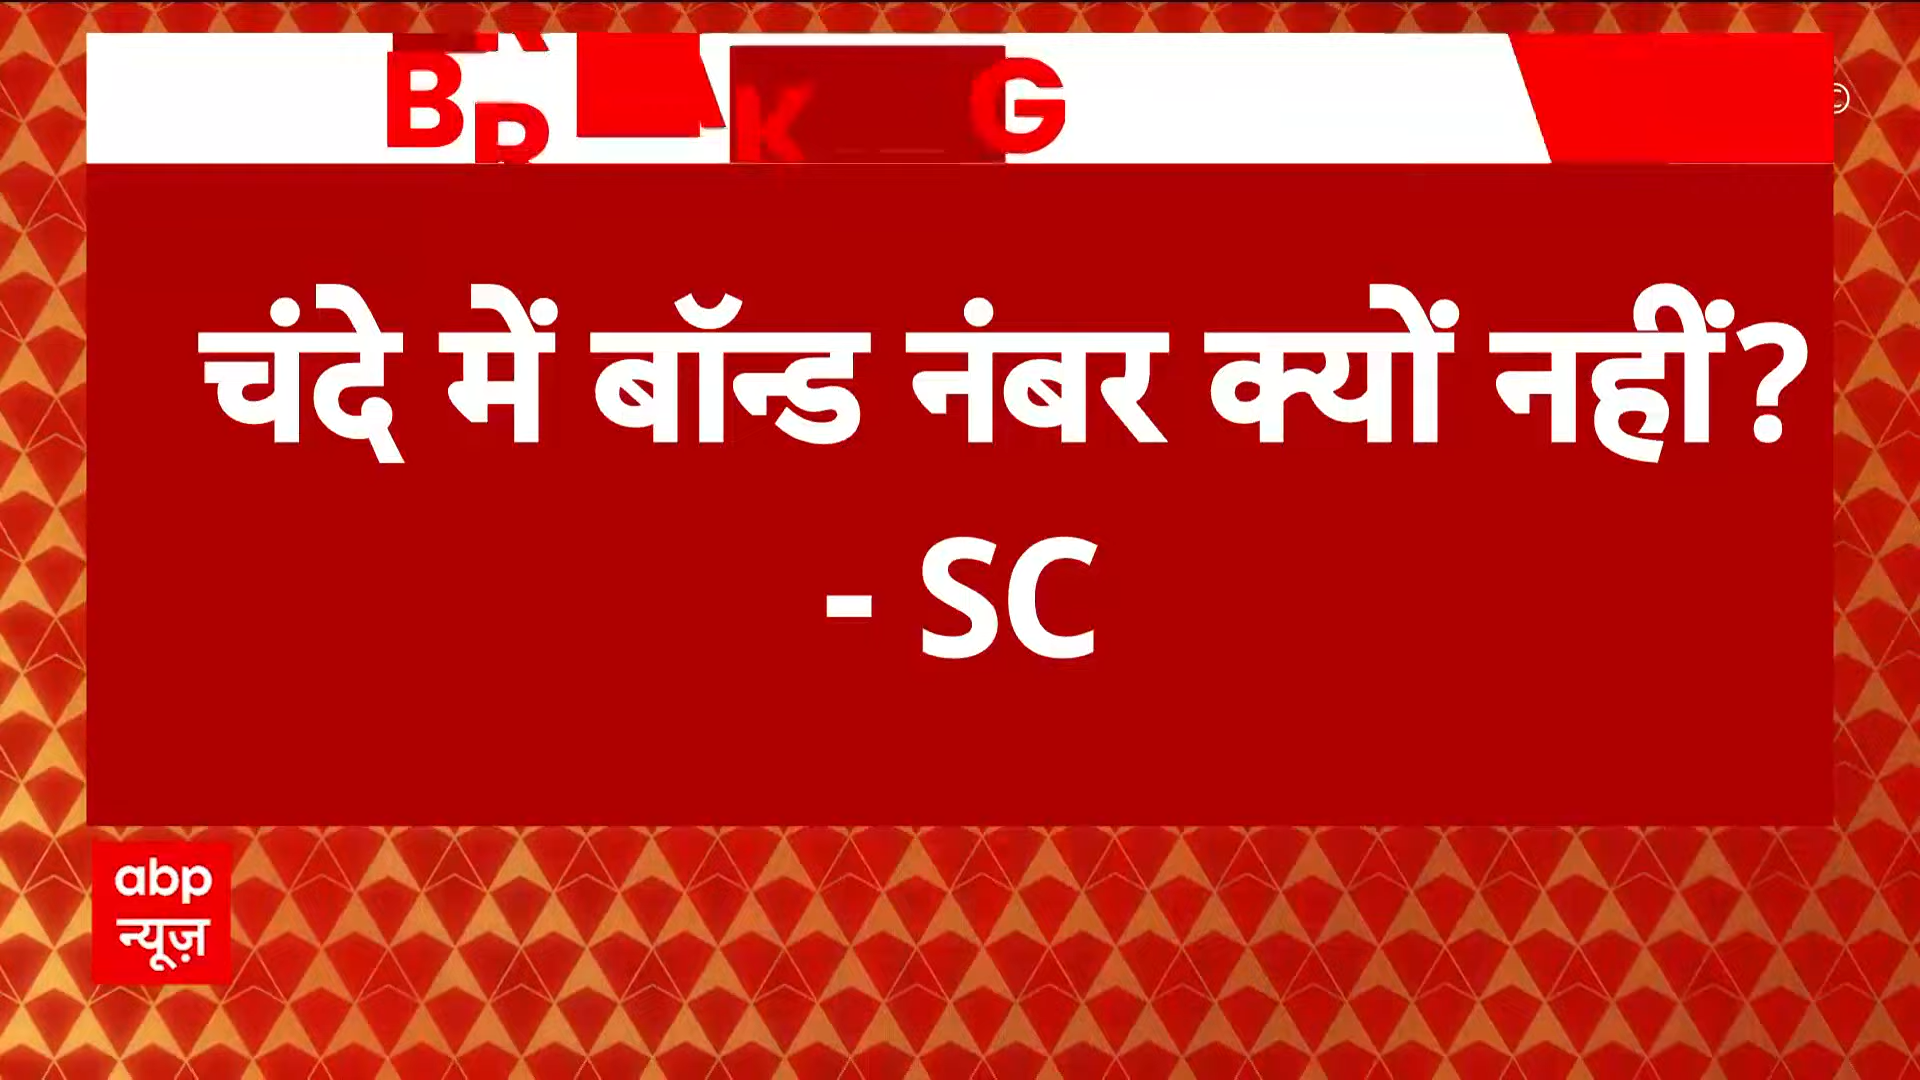 चंदे में बॉन्ड नंबर क्यों नहीं?
- SC
abp
न्यूज़